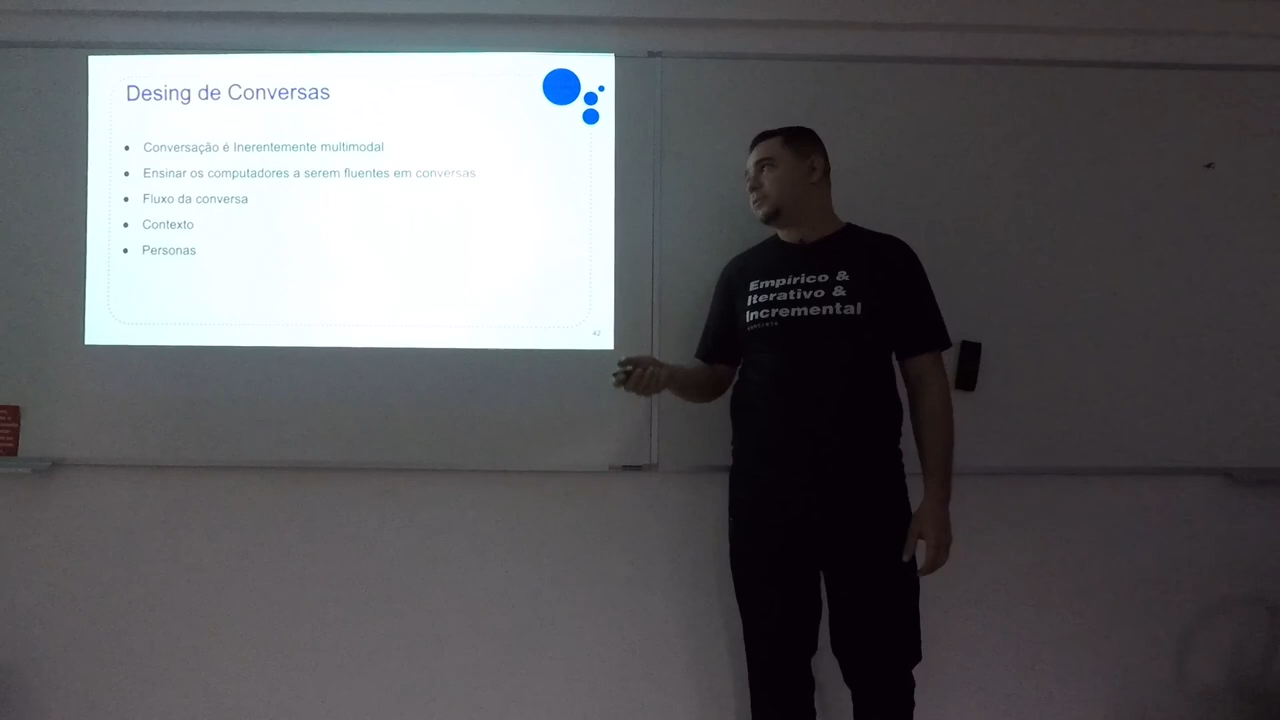 Desing de Conversas
Conversação é Inerentemente multimodal
Ensinar os computadores a serem fluentes em conversas
Fluxo da conversa
Contexto
Personas
42
Empírico &
Iterativo &
Incremental